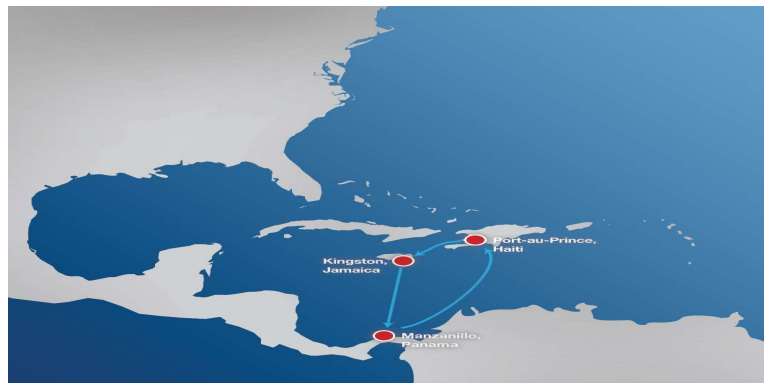 Port-au-Prince,
Haiti
Kingston,
Jamaica
Manzanillo,
Panama